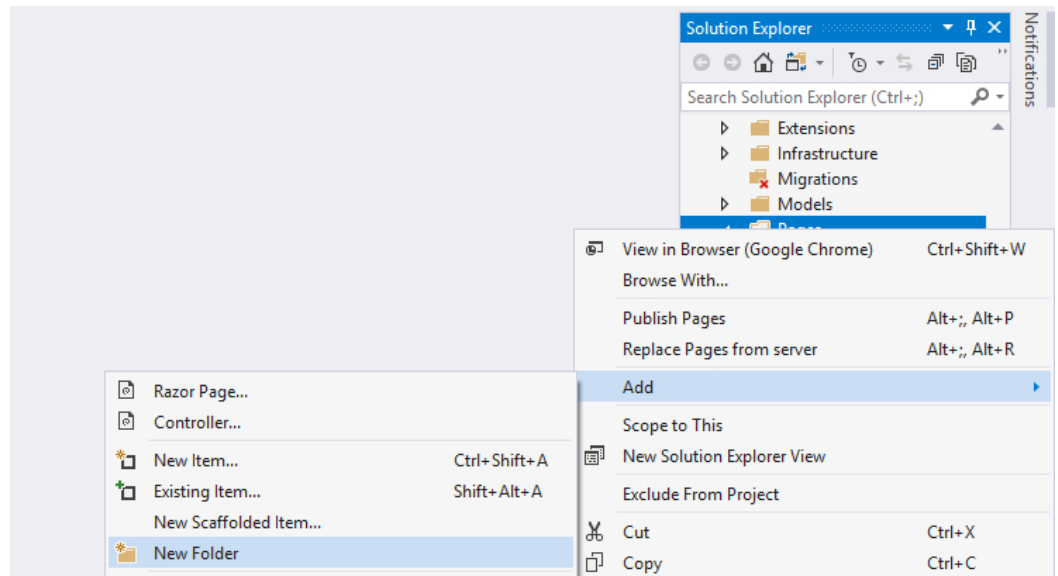 Solution Explorer
Notifications
Search Solution Explorer (Ctrl+;)
Extensions
Infrastructure
Migrations
Models
Pages
View in Browser (Google Chrome) Ctrl+Shift+W
Browse With...
Publish Pages Alt+;, Alt+P
Replace Pages from server Alt+;, Alt+R
Add
Scope to This
New Solution Explorer View
Exclude From Project
Cut Ctrl+X
Copy Ctrl+C
Razor Page...
Controller...
New Item... Ctrl+Shift+A
Existing Item... Shift+Alt+A
New Scaffolded Item...
New Folder